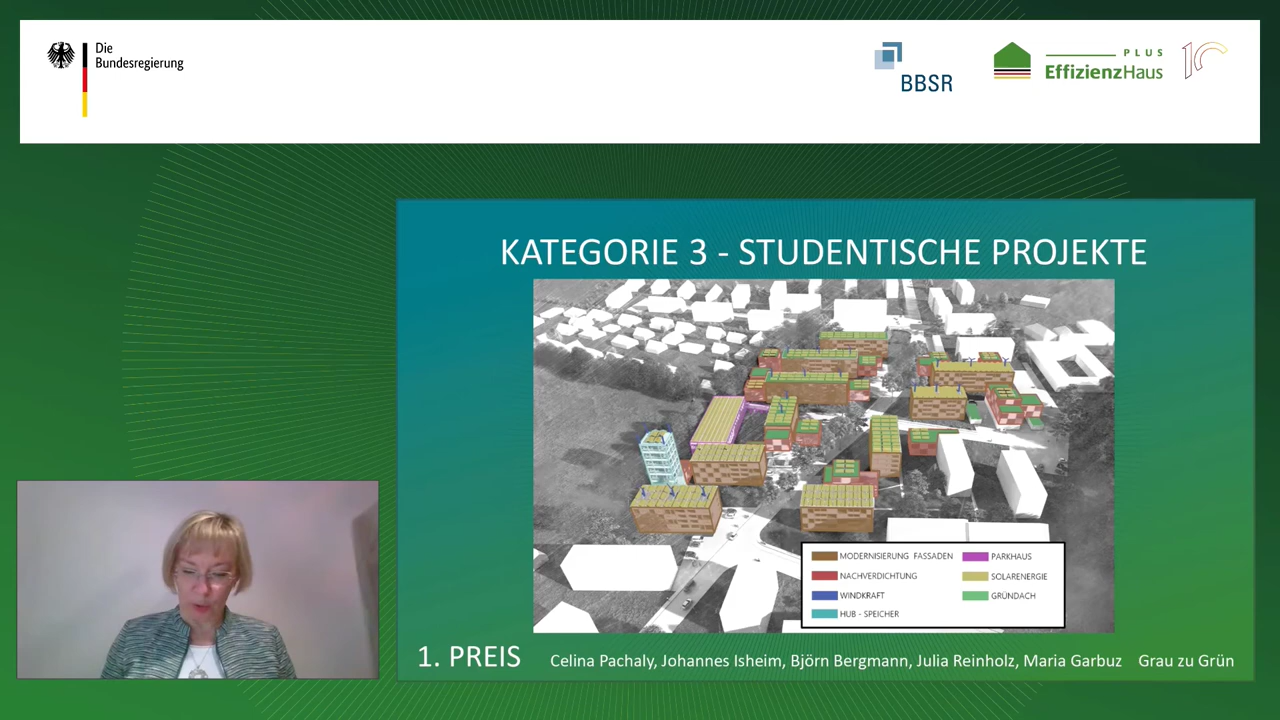 Die
Bundesregierung
BBSR
PLUS
EffizienzHaus
KATEGORIE 3 - STUDENTISCHE PROJEKTE
MODERNISIERUNG FASSADEN
NACHVERDICHTUNG
WINDKRAFT
HUB - SPEICHER
PARKHAUS
SOLARENERGIE
GRÜNDACH
1. PREIS
Celina Pachaly, Johannes Isheim, Björn Bergmann, Julia Reinholz, Maria Garbuz Grau zu Grün